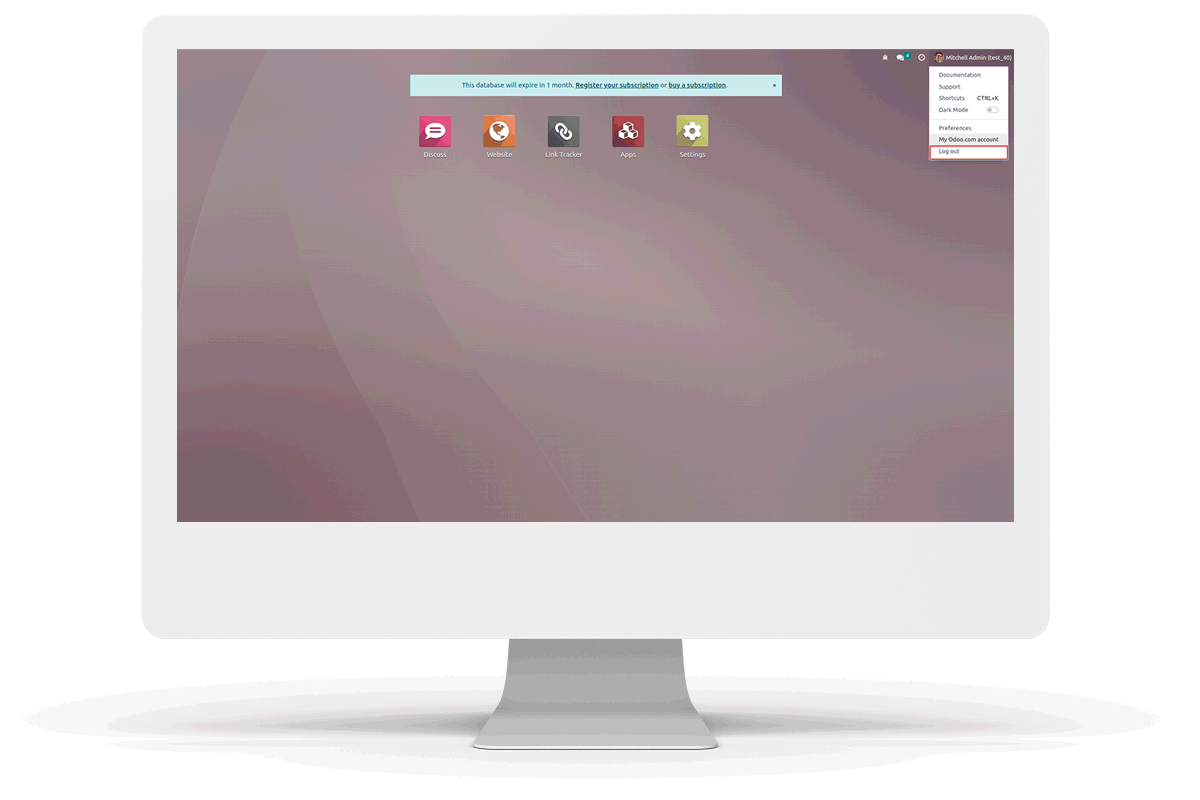 Mitchell Admin (test_40)
This database will expire in 1 month. Register your subscription or buy a subscription. ×
Documentation
Support
Shortcuts CTRL+K
Dark Mode
Preferences
My Odoo.com account
Log out
Discuss Website Link Tracker Apps Settings